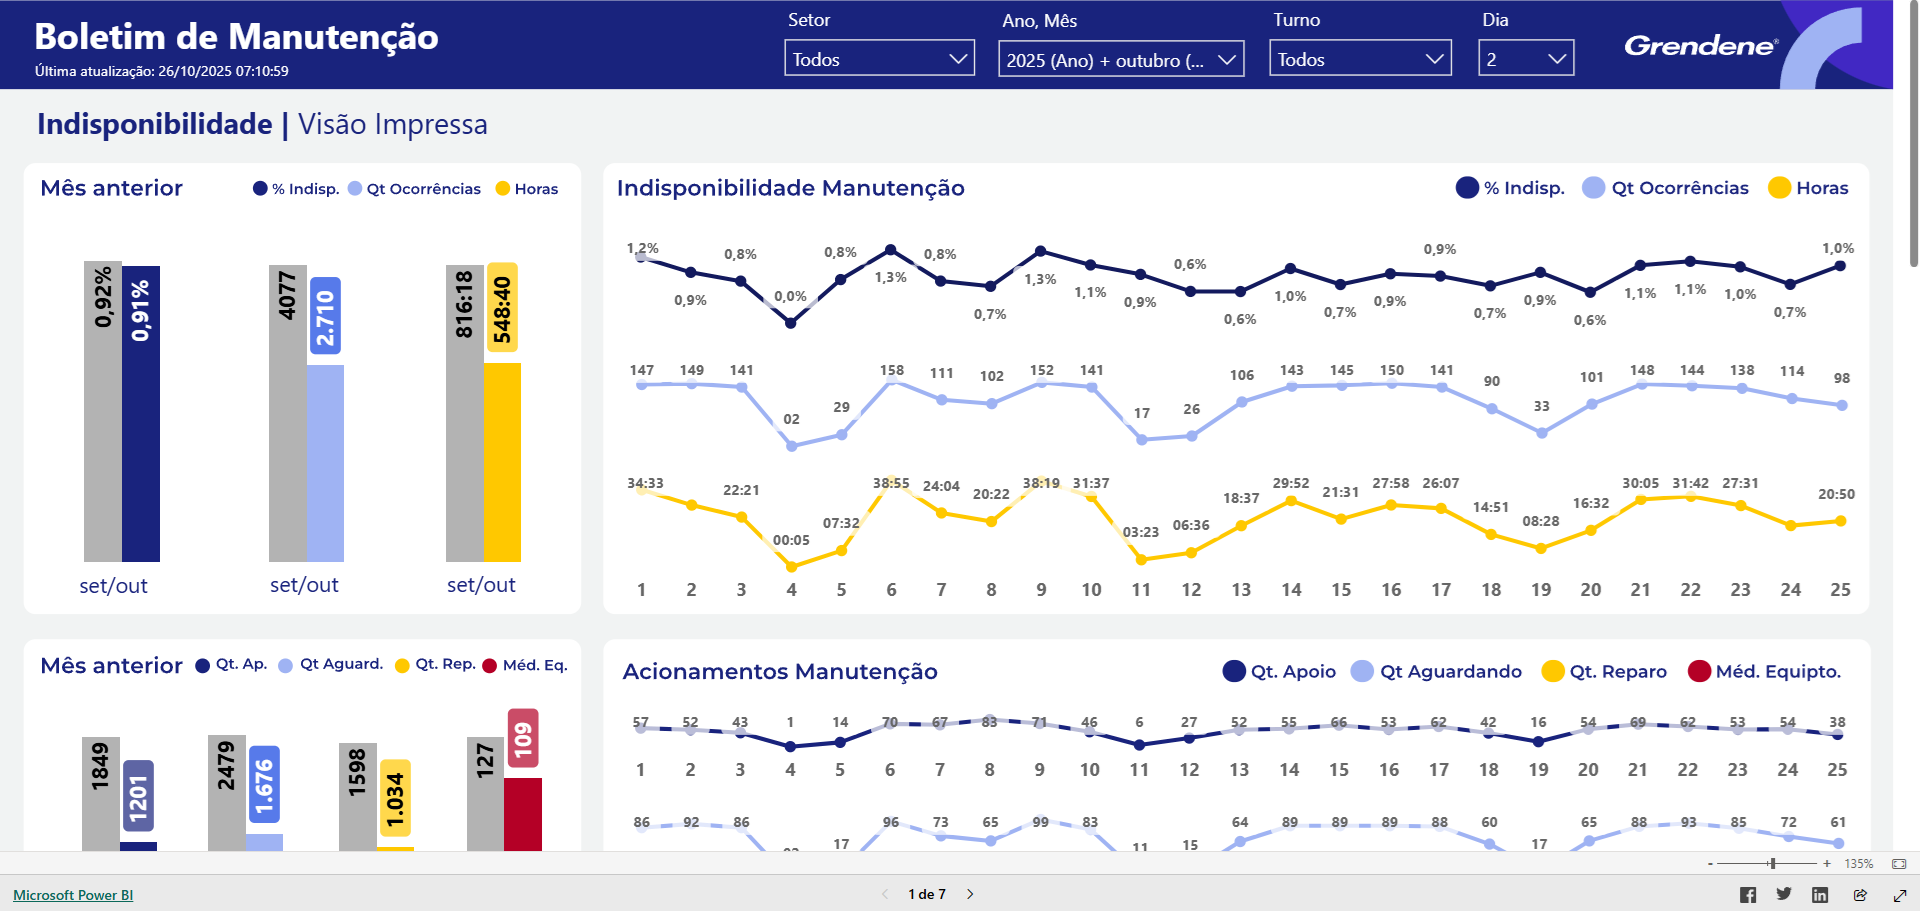 Boletim de Manutenção
Última atualização: 26/10/2025 07:10:59
Setor
Todos
Ano, Mês
2025 (Ano) + outubro (...
Turno
Todos
Dia
2
Grendene®
Indisponibilidade | Visão Impressa
Mês anterior
% Indisp.
Qt Ocorrências
Horas
0,92%
0,91%
4077
2.710
816:18
548:40
set/out
set/out
set/out
Indisponibilidade Manutenção
% Indisp.
Qt Ocorrências
Horas
1,2% 0,9% 0,8% 0,0% 0,8% 1,3% 0,8% 0,7% 1,3% 1,1% 0,9% 0,6% 0,6% 1,0% 0,7% 0,9% 0,9% 0,7% 0,9% 0,6% 1,1% 1,1% 1,0% 0,7% 1,0%
147 149 141 02 29 158 111 102 152 141 17 26 106 143 145 150 141 90 33 101 148 144 138 114 98
34:33 22:21 00:05 07:32 38:55 24:04 20:22 38:19 31:37 03:23 06:36 18:37 29:52 21:31 27:58 26:07 14:51 08:28 16:32 30:05 31:42 27:31 20:50
1 2 3 4 5 6 7 8 9 10 11 12 13 14 15 16 17 18 19 20 21 22 23 24 25
Mês anterior
Qt. Ap.
Qt Aguard.
Qt. Rep.
Méd. Eq.
1849
1201
2479
1.676
1598
1.034
127
109
Acionamentos Manutenção
Qt. Apoio
Qt Aguardando
Qt. Reparo
Méd. Equipto.
57 52 43 1 14 70 67 83 71 46 6 27 52 55 66 53 62 42 16 54 69 62 53 54 38
1 2 3 4 5 6 7 8 9 10 11 12 13 14 15 16 17 18 19 20 21 22 23 24 25
86 92 86 17 96 73 65 99 83 11 15 64 89 89 89 88 60 17 65 88 93 85 72 61
- + 135%
Microsoft Power BI
1 de 7